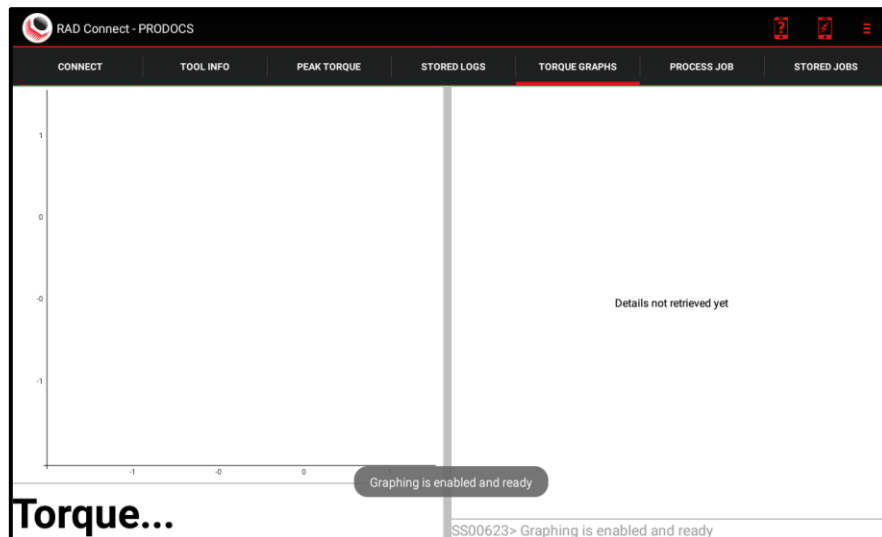 RAD Connect - PRODOCS
CONNECT TOOL INFO PEAK TORQUE STORED LOGS TORQUE GRAPHS PROCESS JOB STORED JOBS
1
0
-0
-1
-1 -0 0
Details not retrieved yet
Graphing is enabled and ready
Torque...
SS00623> Graphing is enabled and ready